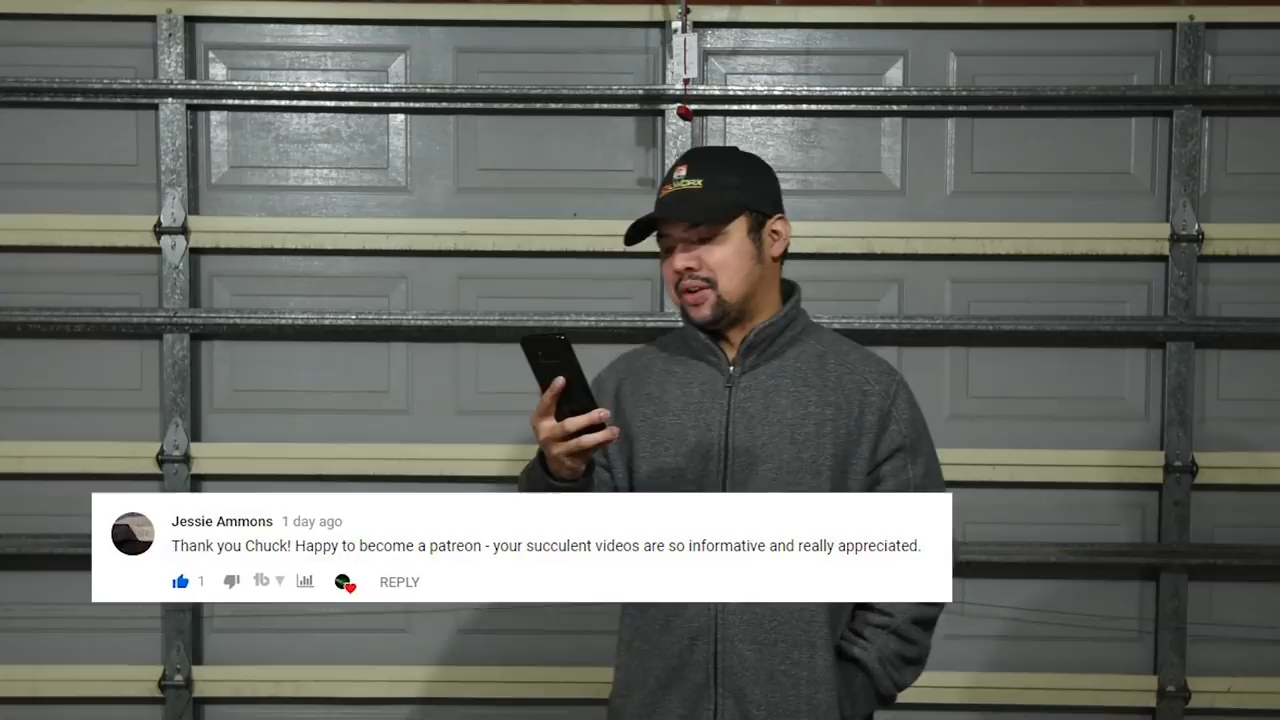 Jessie Ammons 1 day ago
Thank you Chuck! Happy to become a patreon - your succulent videos are so informative and really appreciated.
1
REPLY